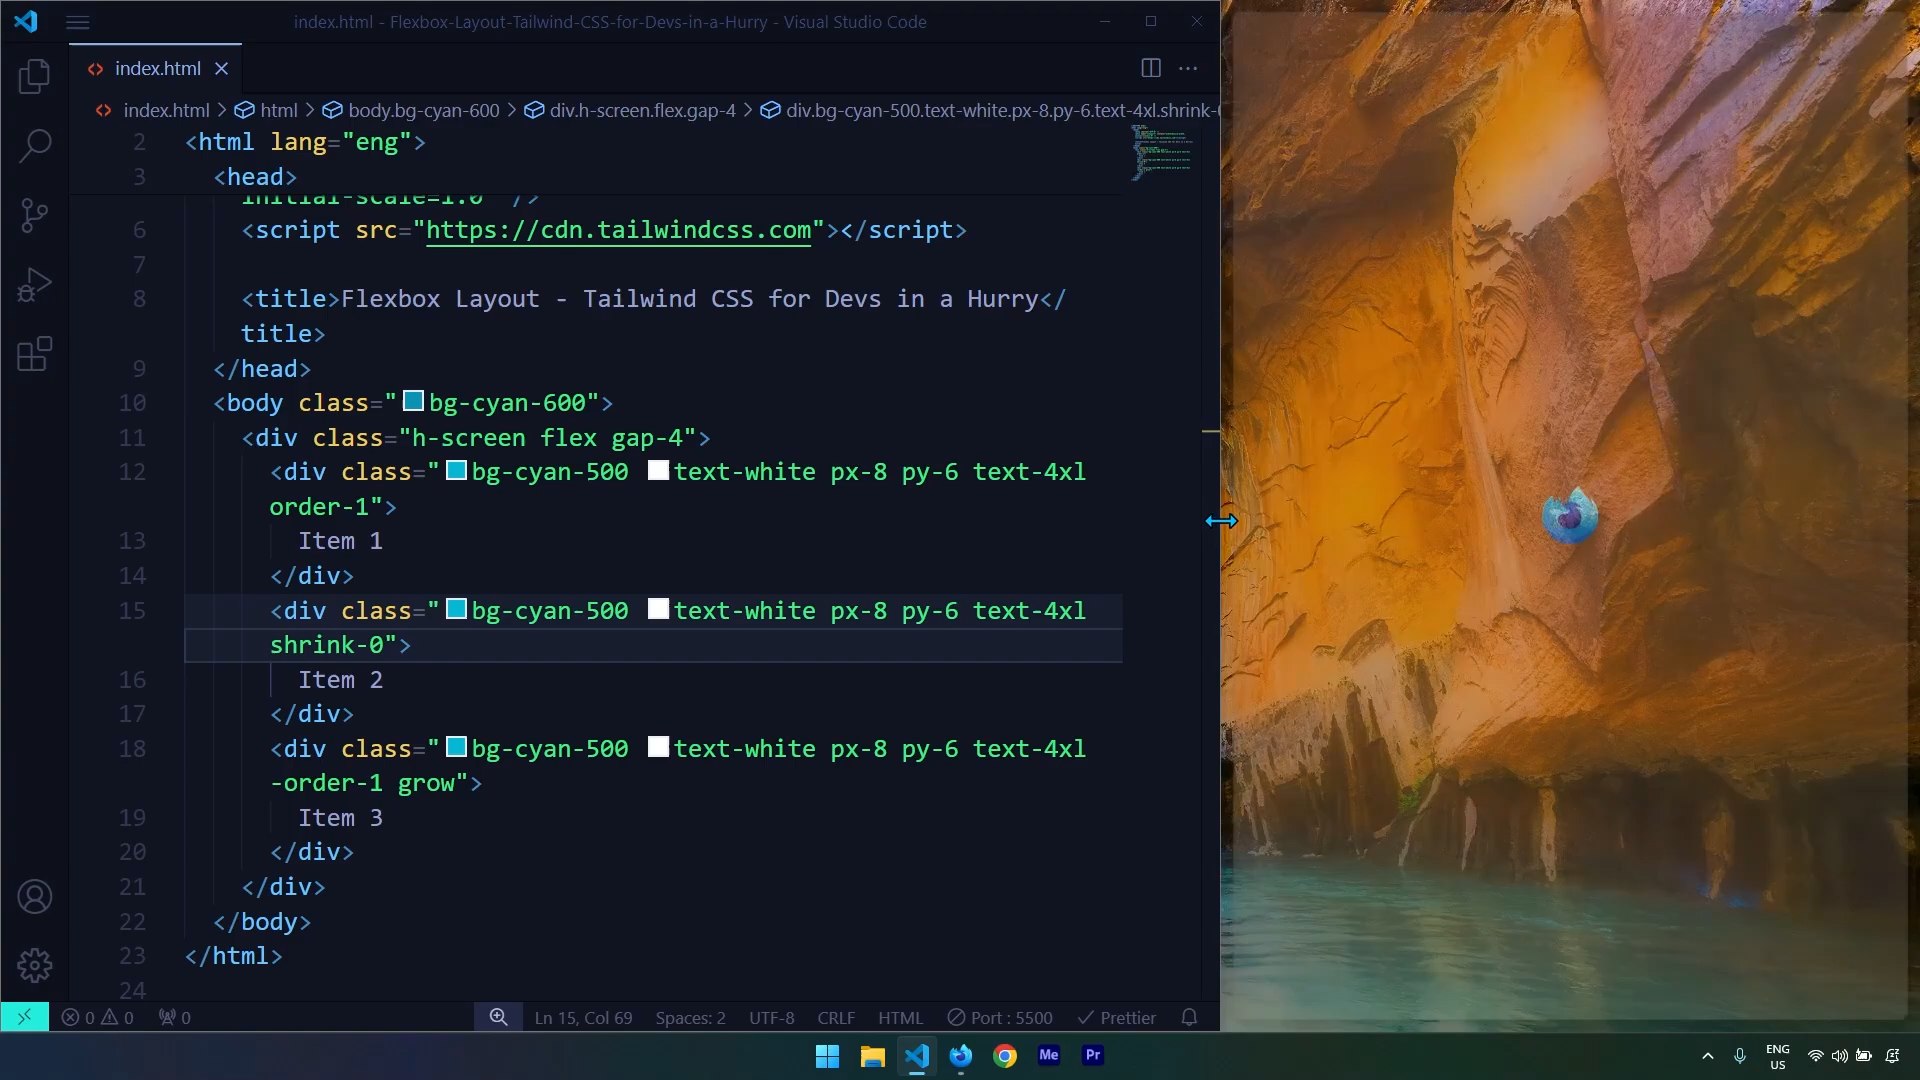 index.html - Flexbox-Layout-Tailwind-CSS-for-Devs-in-a-Hurry - Visual Studio Code
index.html
index.html > html > body.bg-cyan-600 > div.h-screen.flex.gap-4 > div.bg-cyan-500.text-white.px-8.py-6.text-4xl.shrink-
2 <html lang="eng">
3 <head>
initial-scale=1.0" />
6 <script src="https://cdn.tailwindcss.com"></script>
7
8 <title>Flexbox Layout - Tailwind CSS for Devs in a Hurry</
title>
9 </head>
10 <body class="bg-cyan-600">
11 <div class="h-screen flex gap-4">
12 <div class="bg-cyan-500 text-white px-8 py-6 text-4xl
order-1">
13 Item 1
14 </div>
15 <div class="bg-cyan-500 text-white px-8 py-6 text-4xl
shrink-0">
16 Item 2
17 </div>
18 <div class="bg-cyan-500 text-white px-8 py-6 text-4xl
-order-1 grow">
19 Item 3
20 </div>
21 </div>
22 </body>
23 </html>
24
0 0 0 Ln 15, Col 69 Spaces: 2 UTF-8 CRLF HTML Port : 5500 Prettier
Me Pr ENG
US